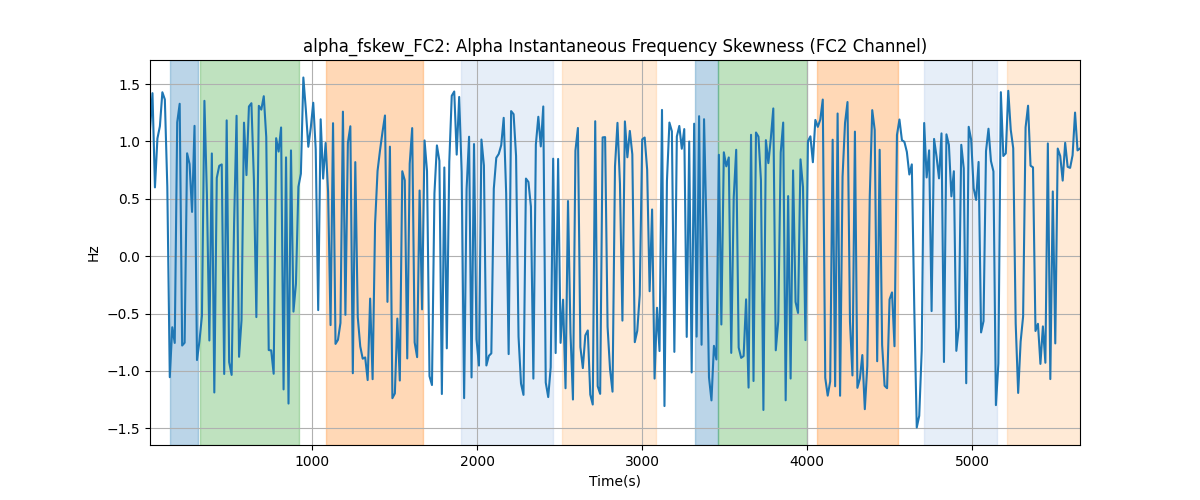 alpha_fskew_FC2: Alpha Instantaneous Frequency Skewness (FC2 Channel)
1.5
1.0
0.5
0.0
−0.5
−1.0
−1.5
Hz
1000 2000 3000 4000 5000
Time(s)